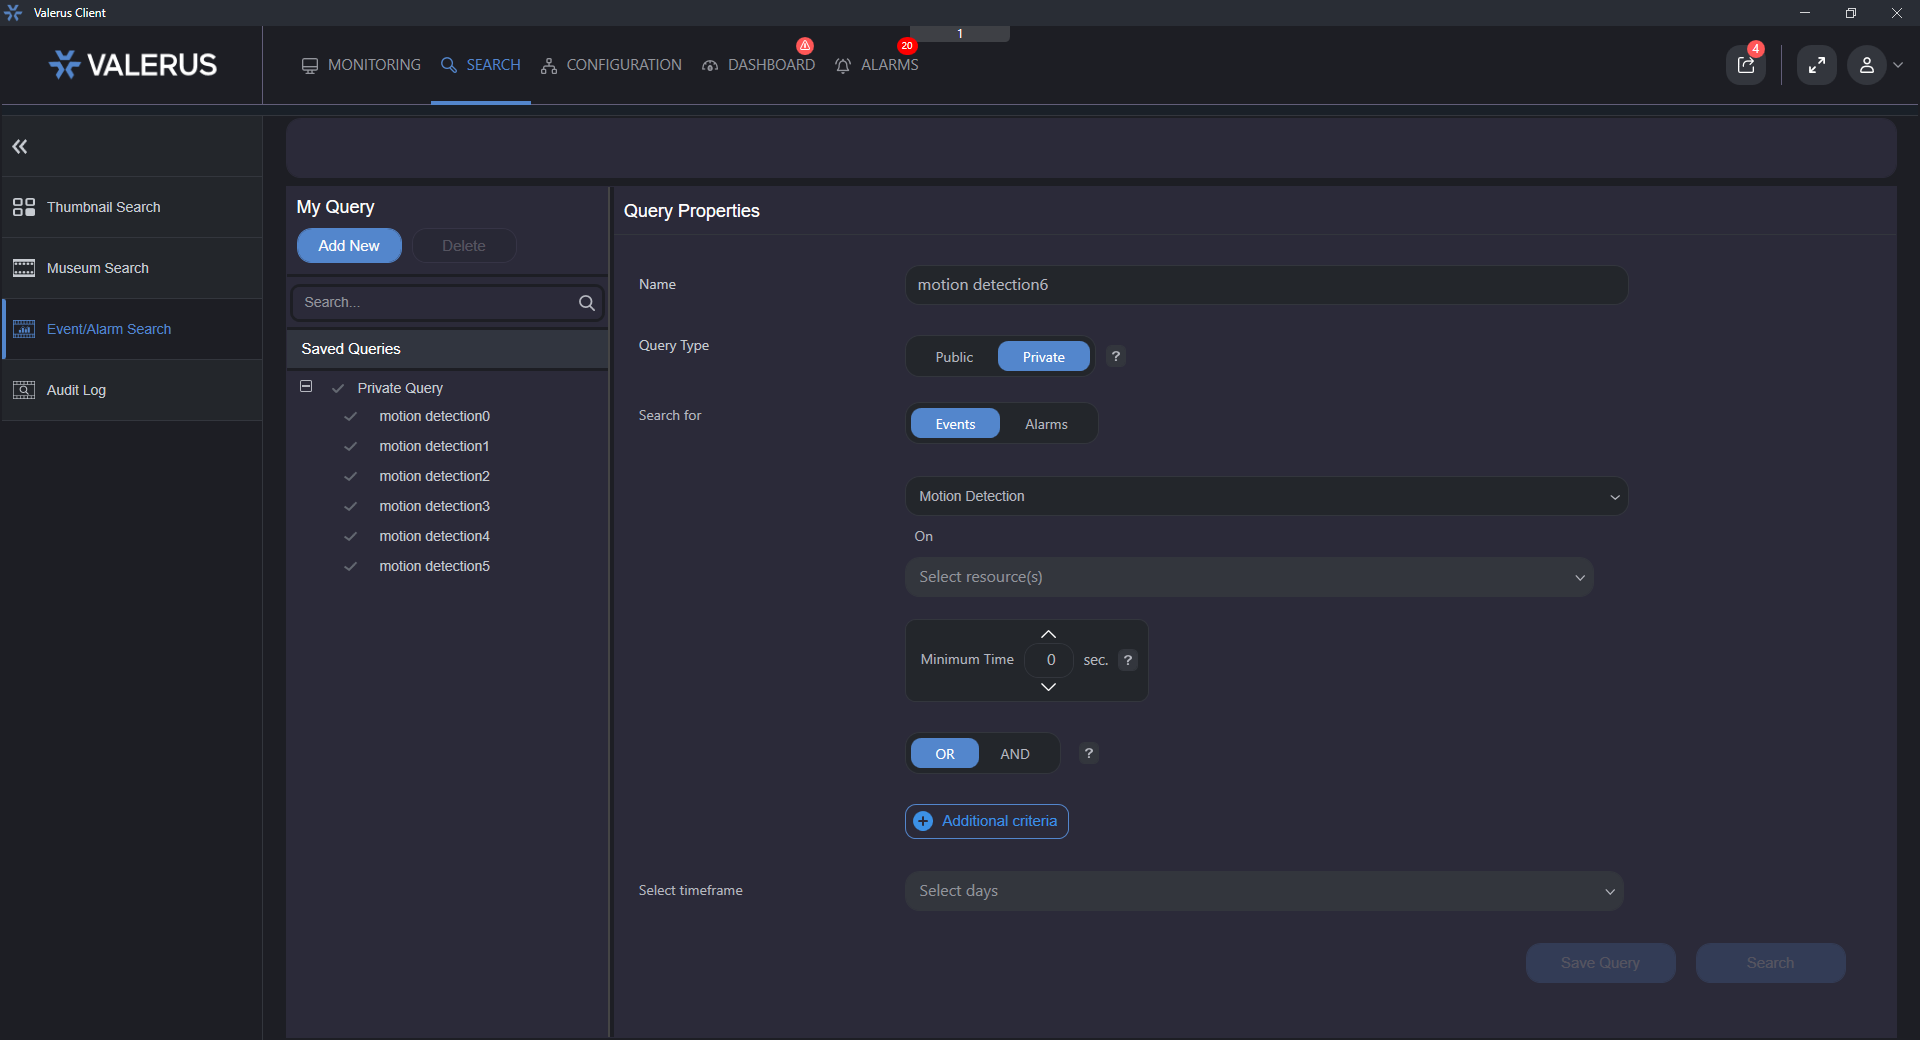 Valerus Client
VALERUS
MONITORING
SEARCH
CONFIGURATION
DASHBOARD
20
ALARMS
1
4
Thumbnail Search
Museum Search
Event/Alarm Search
Audit Log
My Query
Add New
Delete
Search...
Saved Queries
Private Query
motion detection0
motion detection1
motion detection2
motion detection3
motion detection4
motion detection5
Query Properties
Name
motion detection6
Query Type
Public
Private
?
Search for
Events
Alarms
Motion Detection
On
Select resource(s)
Minimum Time
0
sec.
?
OR
AND
?
Additional criteria
Select timeframe
Select days
Save Query
Search